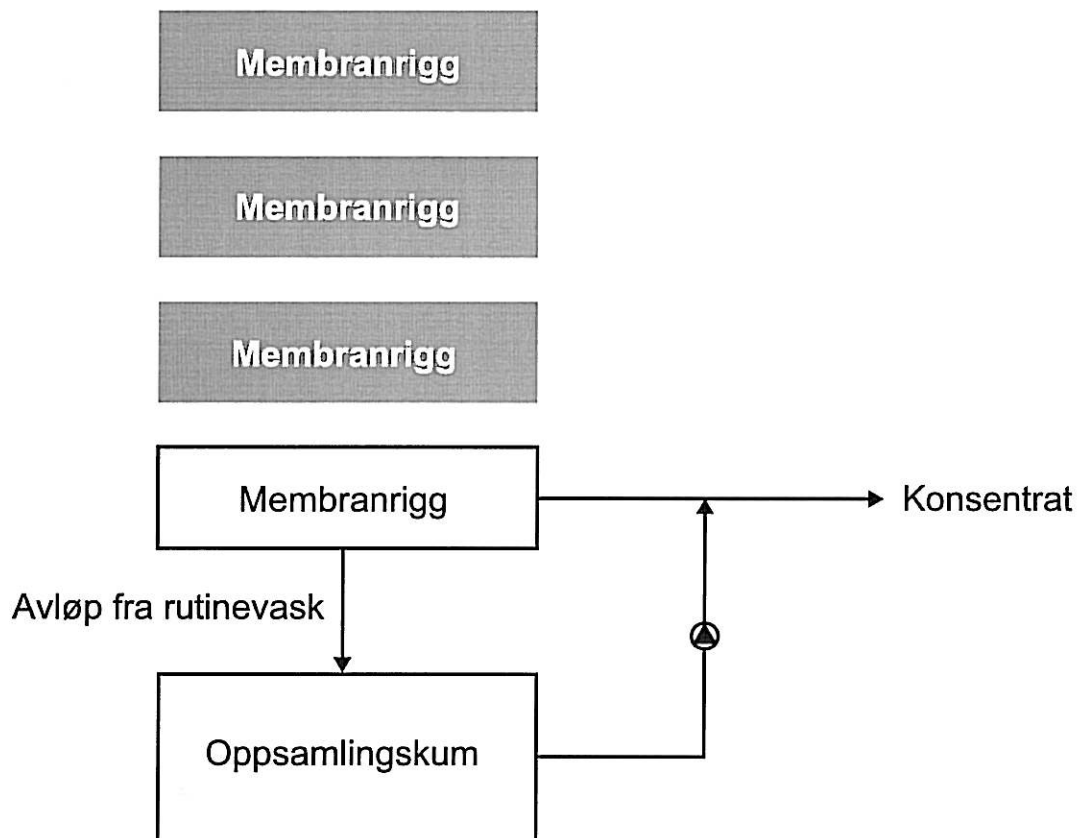 Membranrigg
Membranrigg
Membranrigg
Membranrigg
Konsentrat
Avløp fra rutinevask
Oppsamlingskum